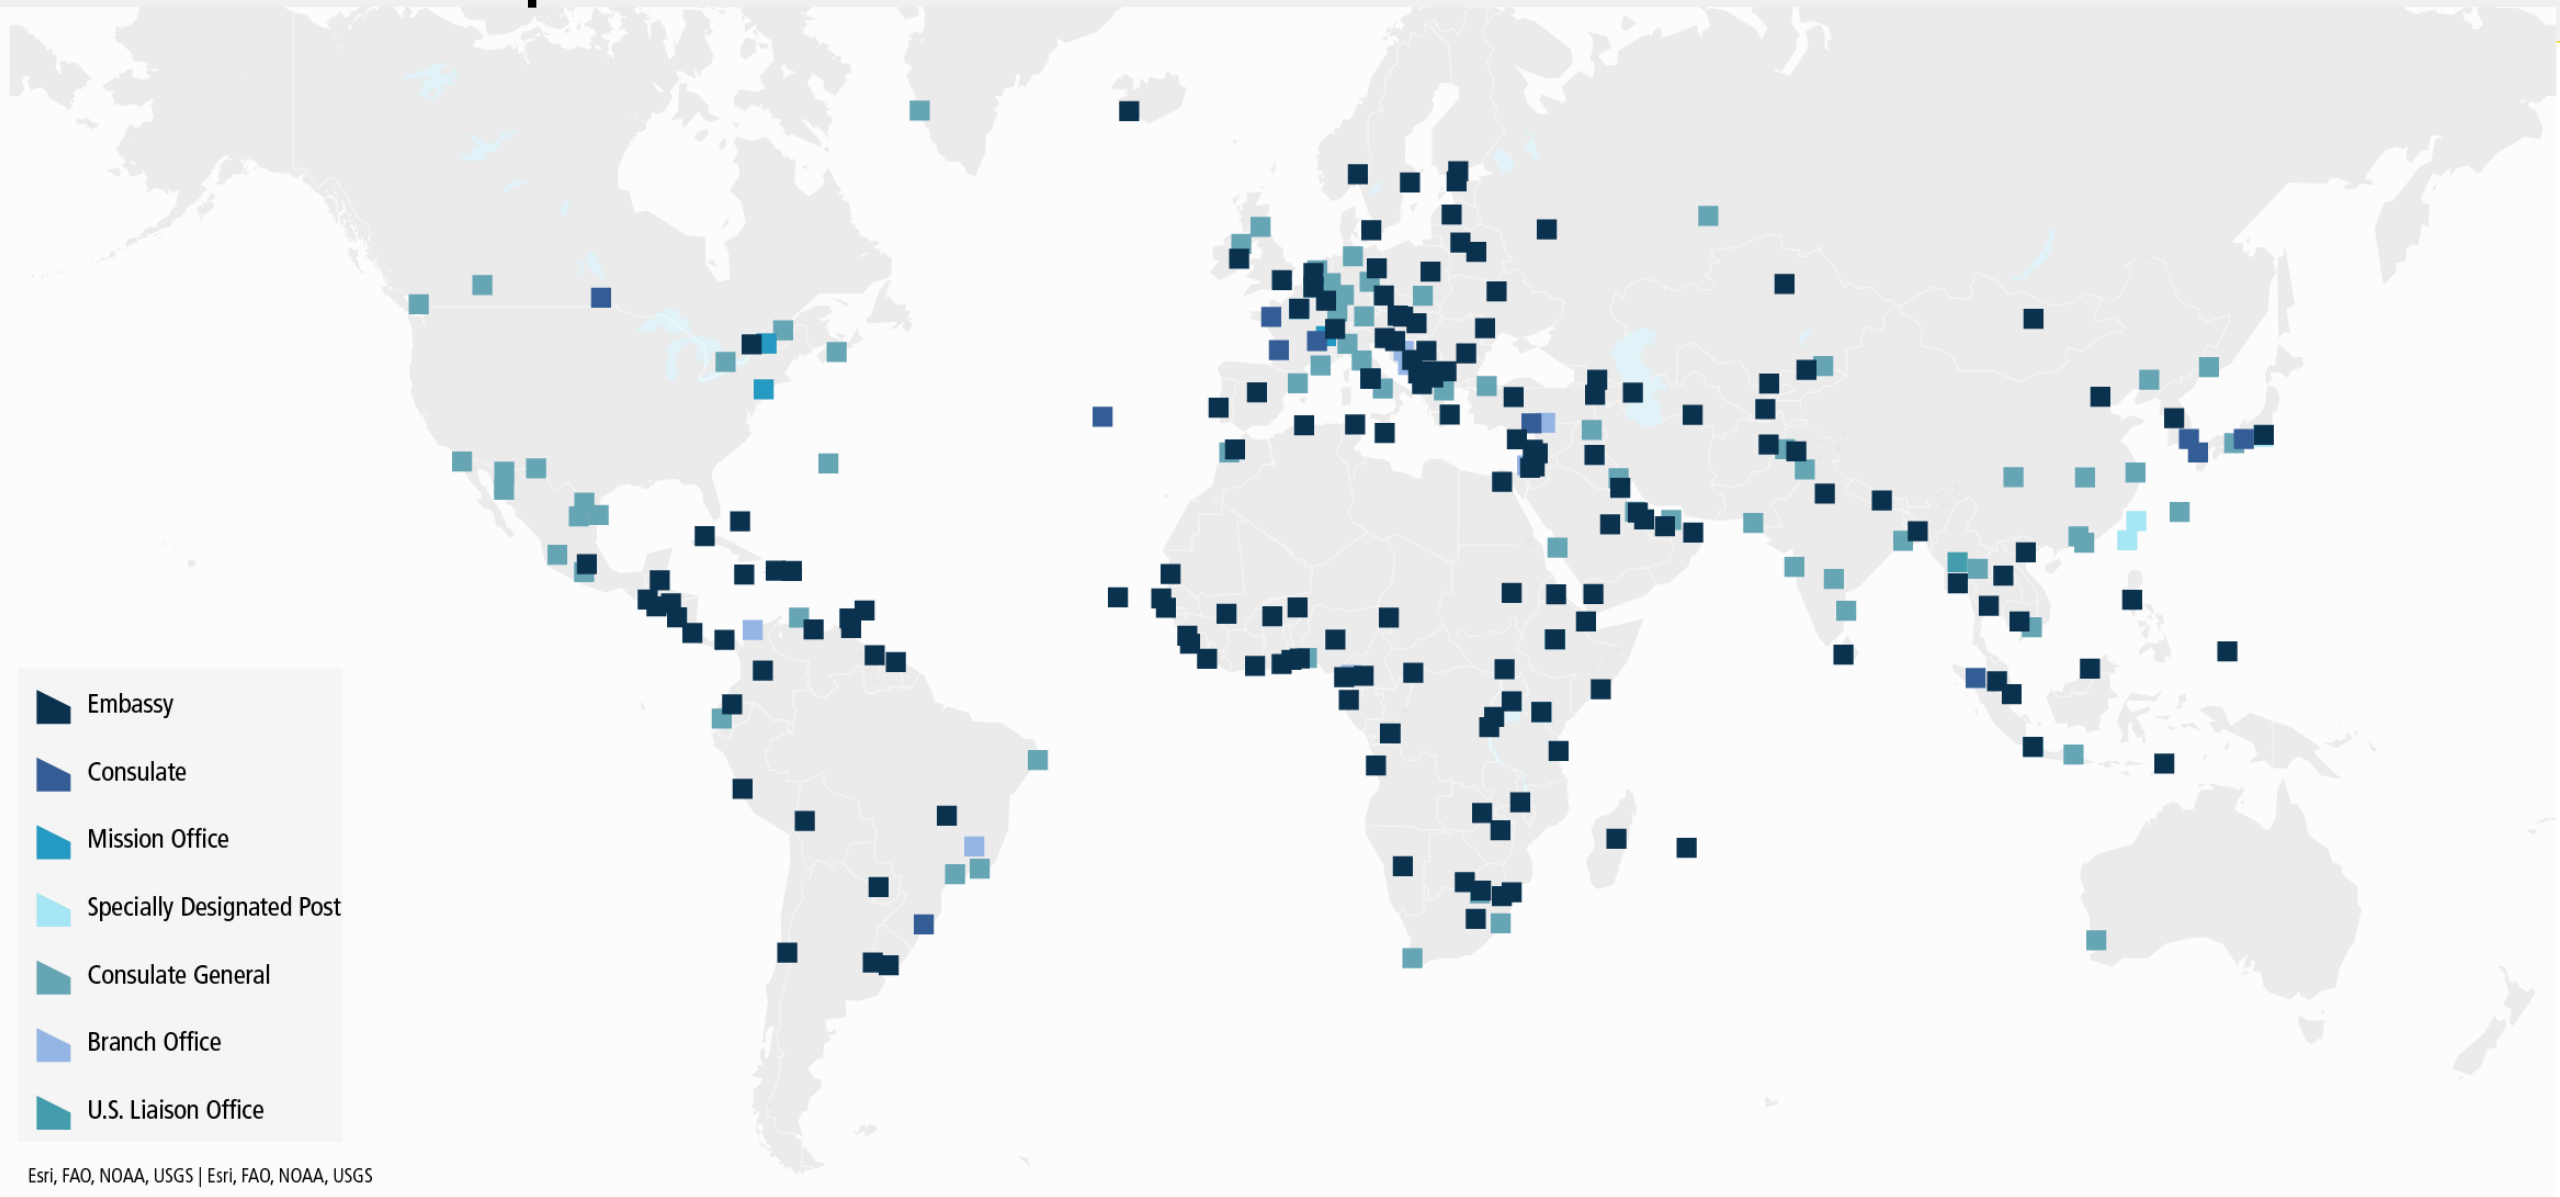 Embassy
Consulate
Mission Office
Specially Designated Post
Consulate General
Branch Office
U.S. Liaison Office
Esri, FAO, NOAA, USGS | Esri, FAO, NOAA, USGS